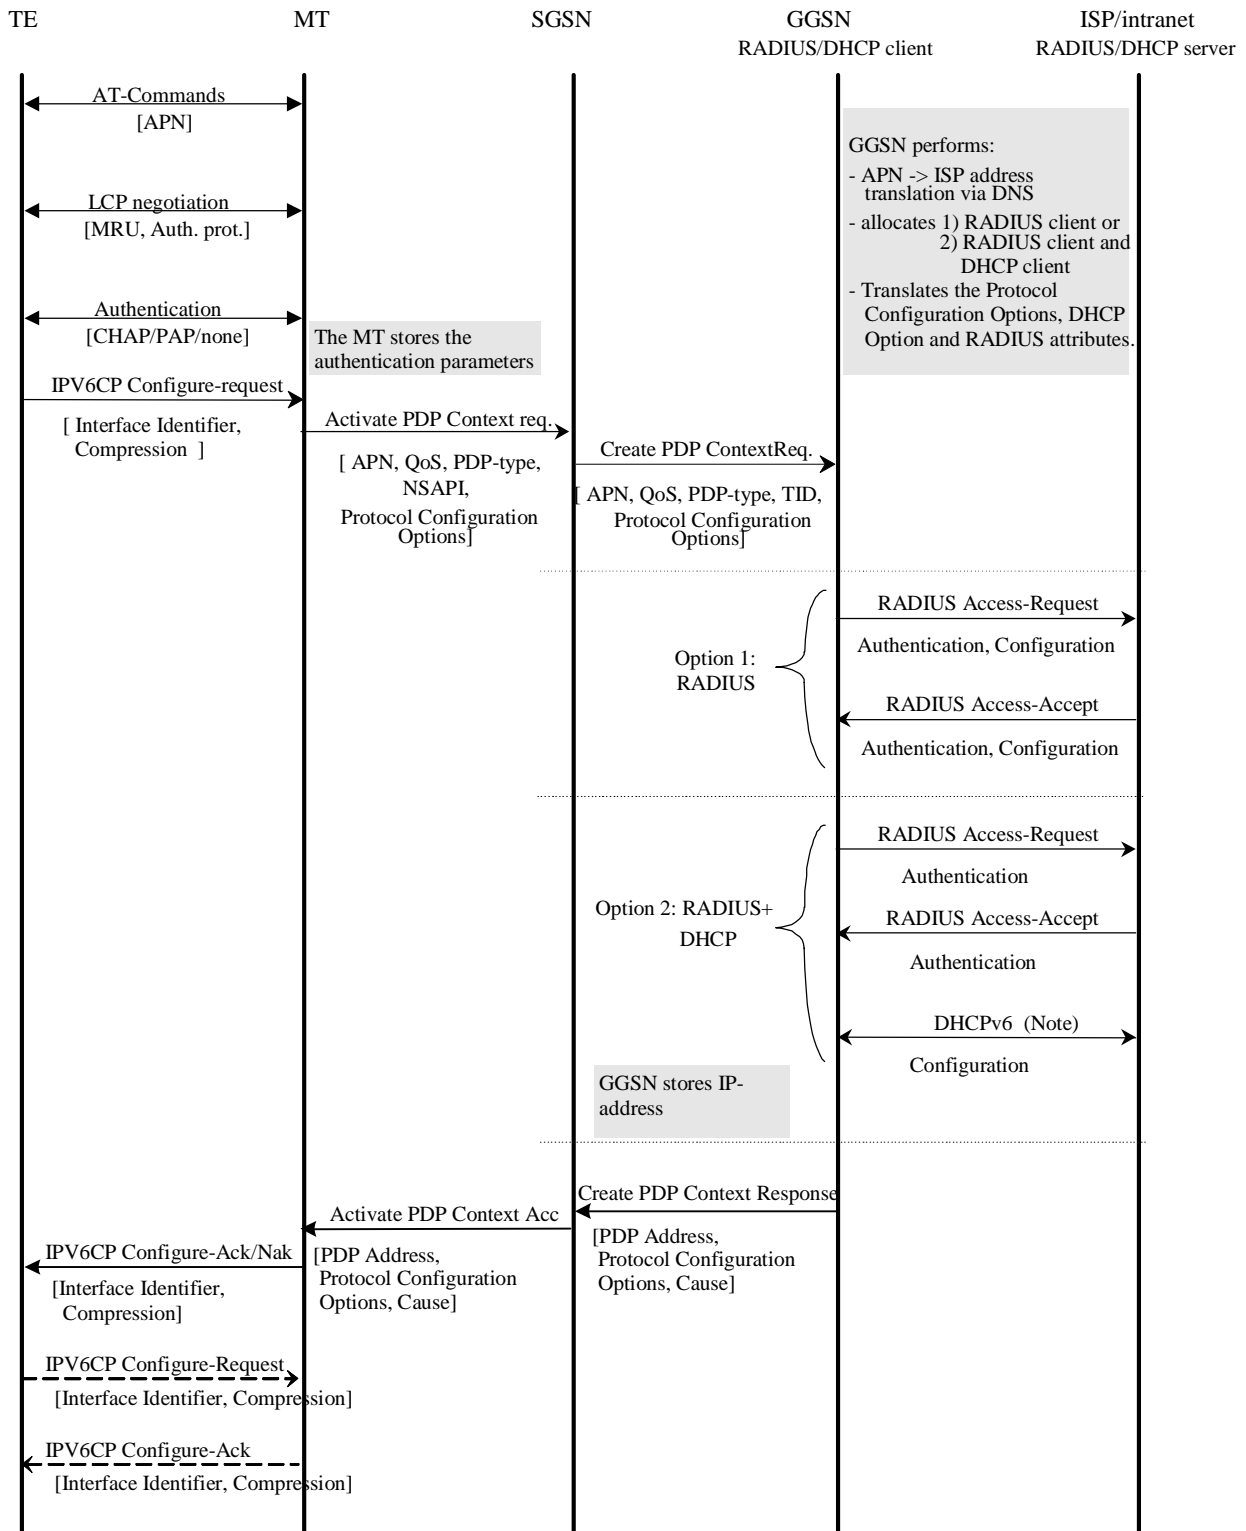 TE
MT
SGSN
GGSN
ISP/intranet
RADIUS/DHCP client
RADIUS/DHCP server
AT-Commands
[APN]
LCP negotiation
[MRU, Auth. prot.]
Authentication
[CHAP/PAP/none]
The MT stores the
authentication parameters
GGSN performs:
- APN -> ISP address
translation via DNS
- allocates 1) RADIUS client or
2) RADIUS client and
DHCP client
- Translates the Protocol
Configuration Options, DHCP
Option and RADIUS attributes.
IPV6CP Configure-request
[ Interface Identifier,
Compression ]
Activate PDP Context req.
[ APN, QoS, PDP-type,
NSAPI,
Protocol Configuration
Options]
Create PDP ContextReq.
[ APN, QoS, PDP-type, TID,
Protocol Configuration
Options]
Option 1:
RADIUS
RADIUS Access-Request
Authentication, Configuration
RADIUS Access-Accept
Authentication, Configuration
Option 2: RADIUS+
DHCP
RADIUS Access-Request
Authentication
RADIUS Access-Accept
Authentication
DHCPv6 (Note)
Configuration
GGSN stores IP-
address
Create PDP Context Response
[PDP Address,
Protocol Configuration
Options, Cause]
Activate PDP Context Acc
[PDP Address,
Protocol Configuration
Options, Cause]
IPV6CP Configure-Ack/Nak
[Interface Identifier,
Compression]
IPV6CP Configure-Request
[Interface Identifier, Compression]
IPV6CP Configure-Ack
[Interface Identifier, Compression]